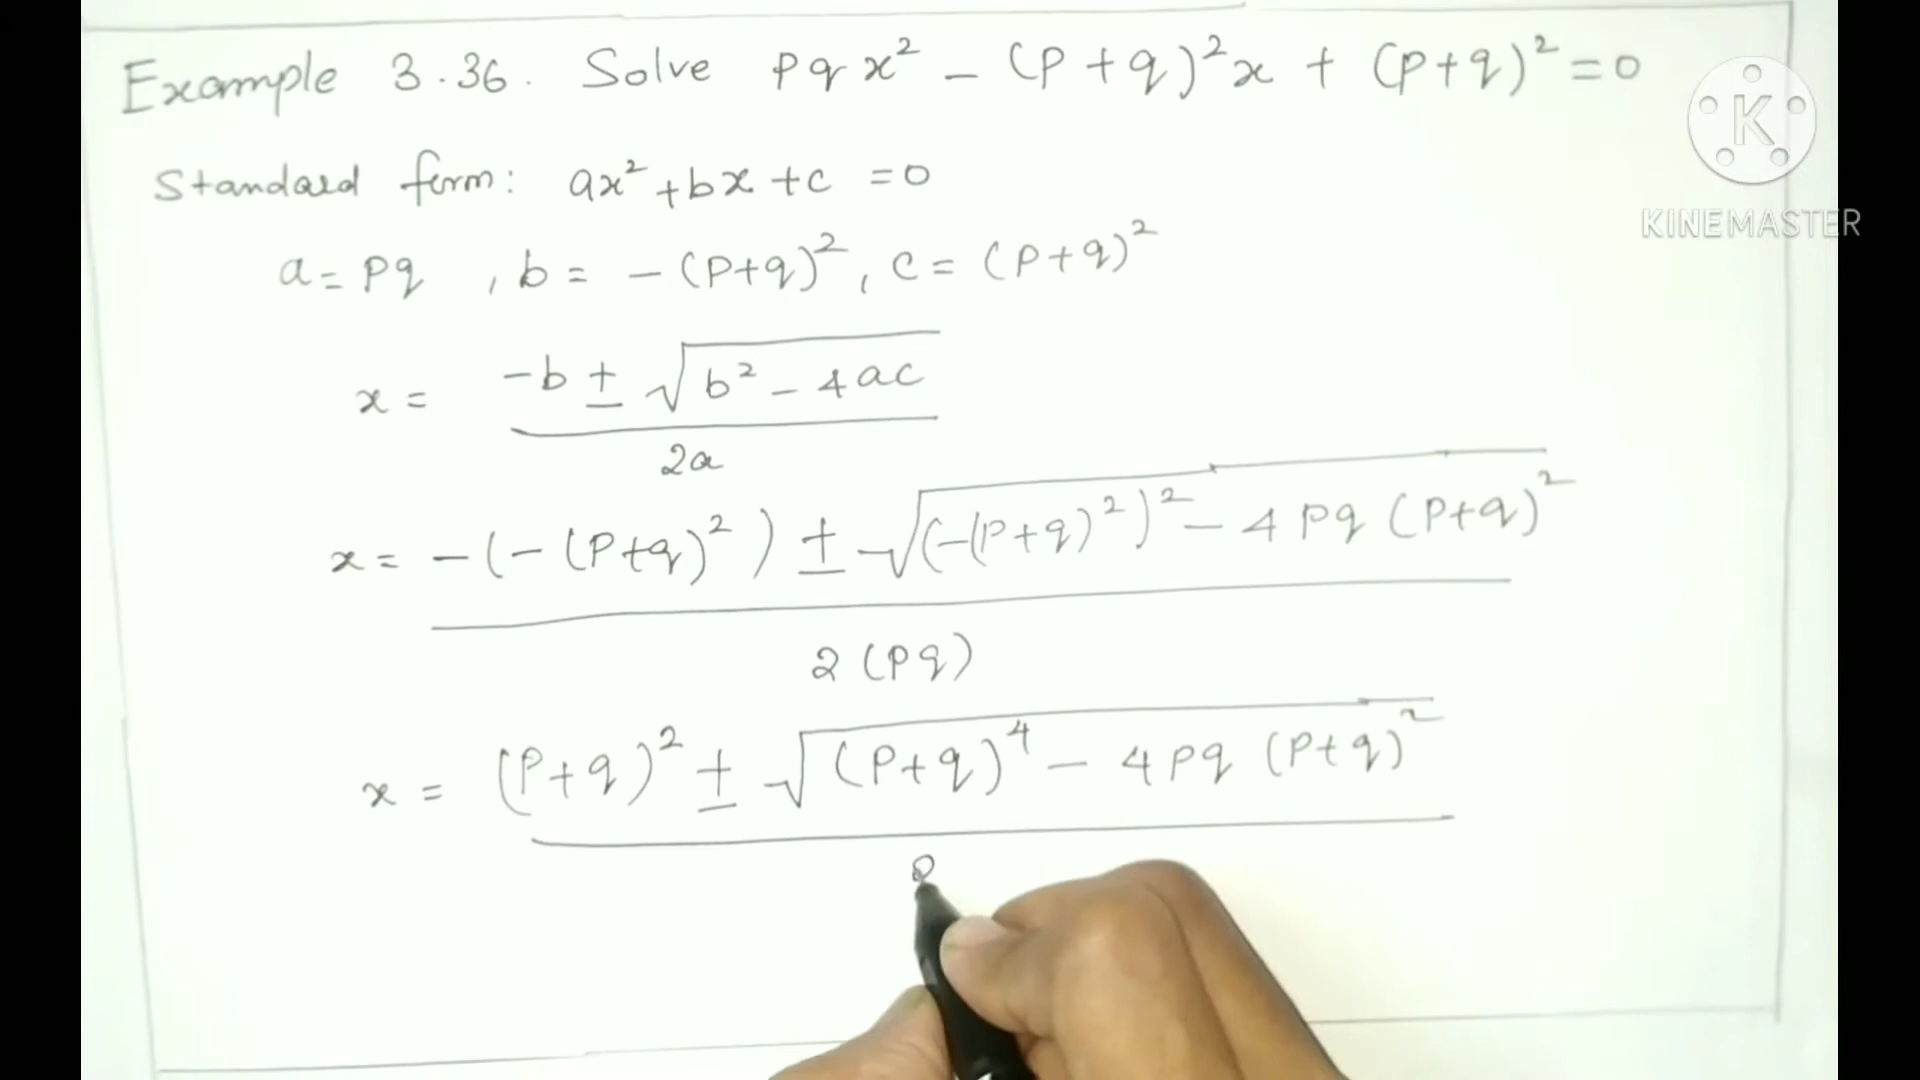 Example 3.36. Solve pqx² - (p+q)²x + (p+q)² = 0
K
KINEMASTER
Standard form: ax² + bx + c = 0
a = pq , b = -(p+q)², c = (p+q)²
x = -b ± √b² - 4ac
2a
x = -(-(p+q)²) ± √(-(p+q)²)² - 4pq(p+q)²
2(pq)
x = (p+q)² ± √(p+q)⁴ - 4pq(p+q)²